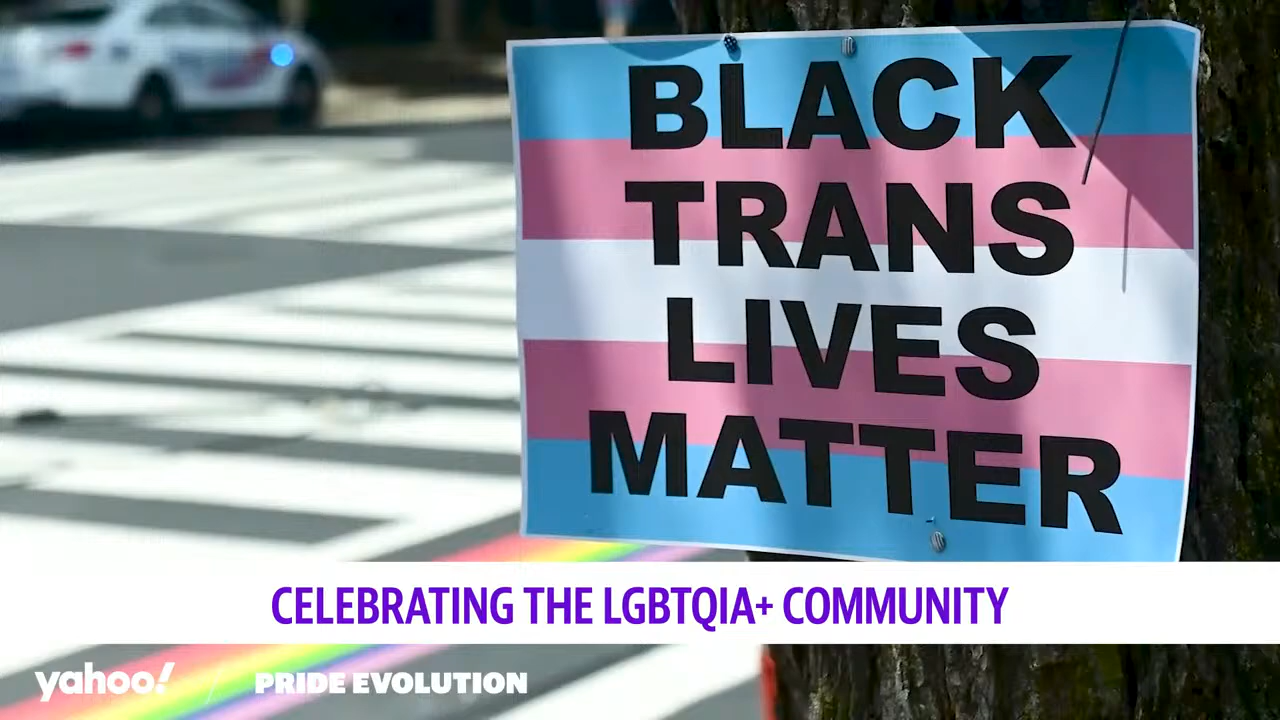 BLACK
TRANS
LIVES
MATTER
CELEBRATING THE LGBTQIA+ COMMUNITY
yahoo! / PRIDE EVOLUTION